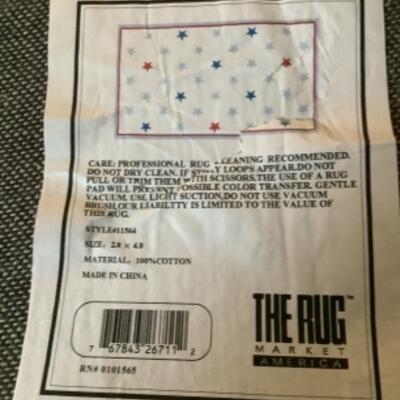 CARE: PROFESSIONAL RUG CLEANING RECOMMENDED.
DO NOT DRY CLEAN. IF STRAY LOOPS APPEAR,DO NOT
PULL OR TRIM THEM WITH SCISSORS.THE USE OF A RUG
PAD WILL PREVENT POSSIBLE COLOR TRANSFER. GENTLE
VACUUM. USE LIGHT SUCTION,DO NOT USE VACUUM
BRUSH.OUR LIABILTTY IS LIMITED TO THE VALUE OF
THIS RUG.
STYLE#11564
SIZE: 2.8 × 4.8
MATERIAL: 100%COTTON
MADE IN CHINA
7 67843 26711 2
RN# 0101565
THE RUG™
MARKET
AMERICA